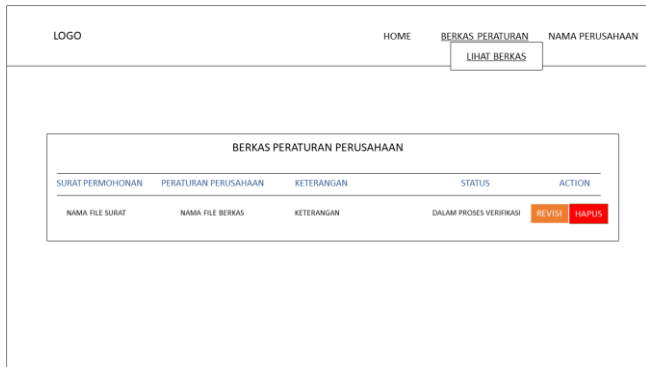 LOGO HOME BERKAS PERATURAN NAMA PERUSAHAAN
LIHAT BERKAS
BERKAS PERATURAN PERUSAHAAN
SURAT PERMOHONAN PERATURAN PERUSAHAAN KETERANGAN STATUS ACTION
NAMA FILE SURAT NAMA FILE BERKAS KETERANGAN DALAM PROSES VERIFIKASI REVISI HAPUS